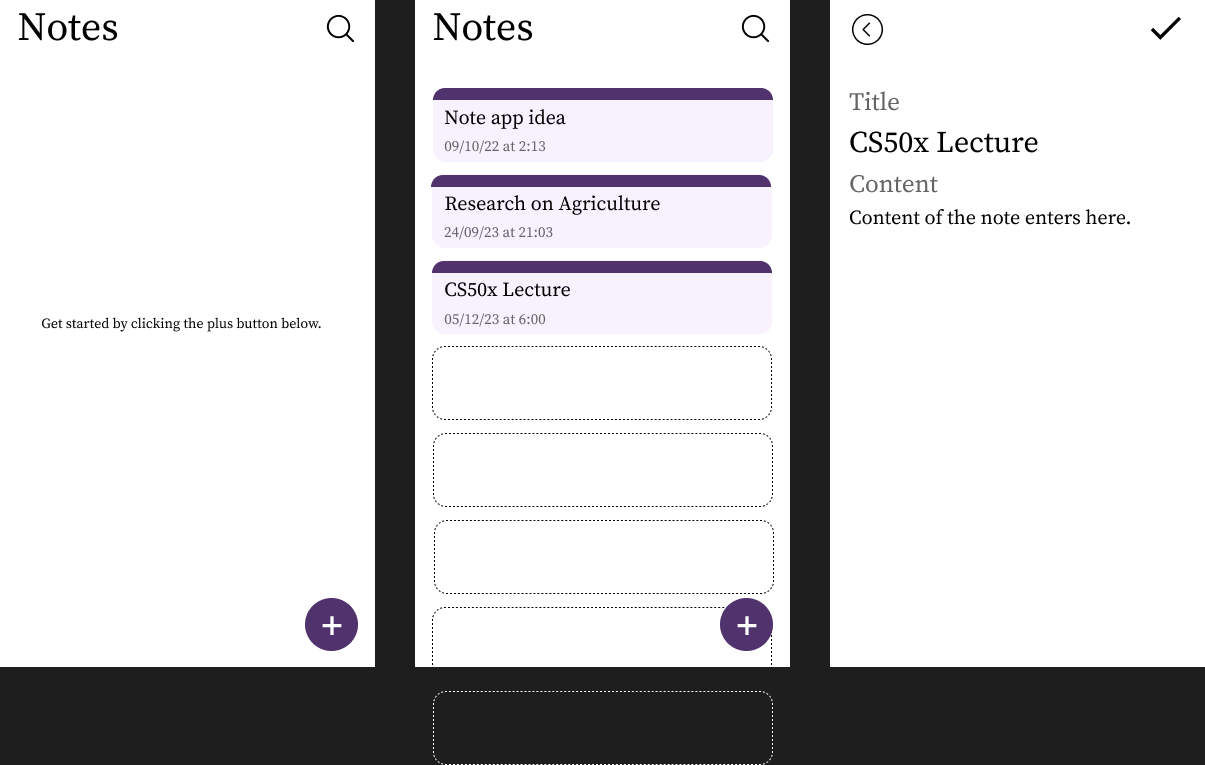 Notes
Get started by clicking the plus button below.
+
Notes
Note app idea
09/10/22 at 2:13
Research on Agriculture
24/09/23 at 21:03
CS50x Lecture
05/12/23 at 6:00
+
Title
CS50x Lecture
Content
Content of the note enters here.